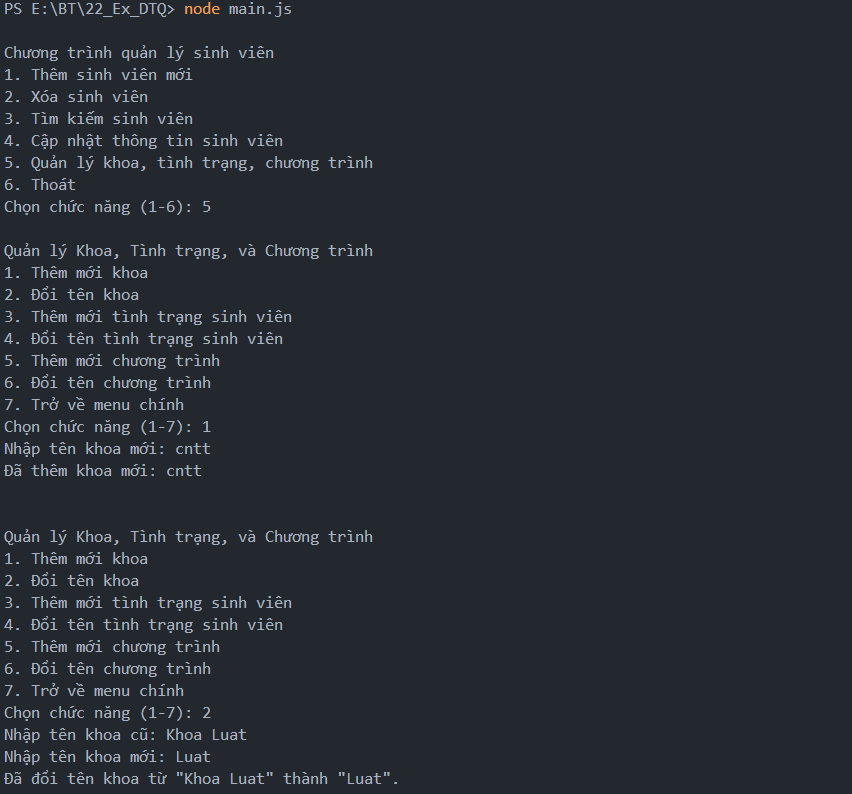 PS E:\BT\22_Ex_DTQ> node main.js
Chương trình quản lý sinh viên
1. Thêm sinh viên mới
2. Xóa sinh viên
3. Tìm kiếm sinh viên
4. Cập nhật thông tin sinh viên
5. Quản lý khoa, tình trạng, chương trình
6. Thoát
Chọn chức năng (1-6): 5
Quản lý Khoa, Tình trạng, và Chương trình
1. Thêm mới khoa
2. Đổi tên khoa
3. Thêm mới tình trạng sinh viên
4. Đổi tên tình trạng sinh viên
5. Thêm mới chương trình
6. Đổi tên chương trình
7. Trở về menu chính
Chọn chức năng (1-7): 1
Nhập tên khoa mới: cntt
Đã thêm khoa mới: cntt
Quản lý Khoa, Tình trạng, và Chương trình
1. Thêm mới khoa
2. Đổi tên khoa
3. Thêm mới tình trạng sinh viên
4. Đổi tên tình trạng sinh viên
5. Thêm mới chương trình
6. Đổi tên chương trình
7. Trở về menu chính
Chọn chức năng (1-7): 2
Nhập tên khoa cũ: Khoa Luat
Nhập tên khoa mới: Luat
Đã đổi tên khoa từ "Khoa Luat" thành "Luat".